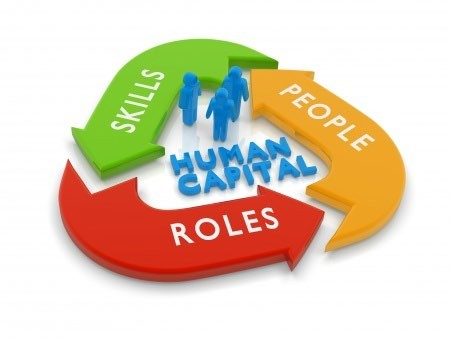 SKILLS
PEOPLE
HUMAN
CAPITAL
ROLES